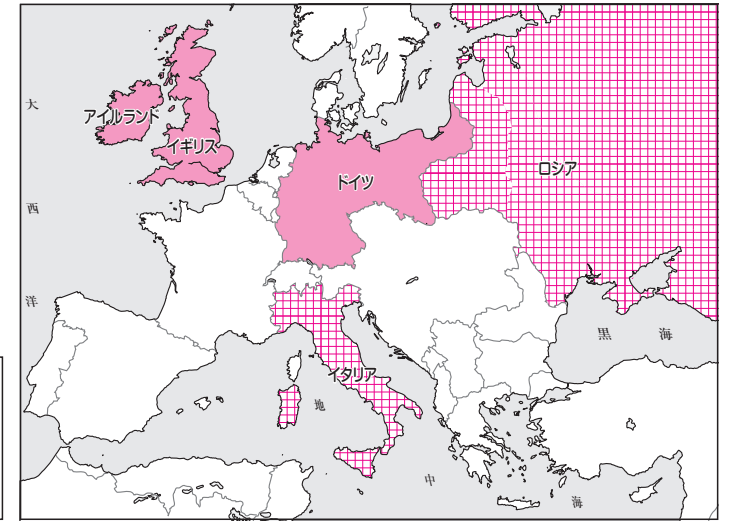 大
西
洋
アイルランド
イギリス
ドイツ
ロシア
イタリア
黒 海
地
中
海